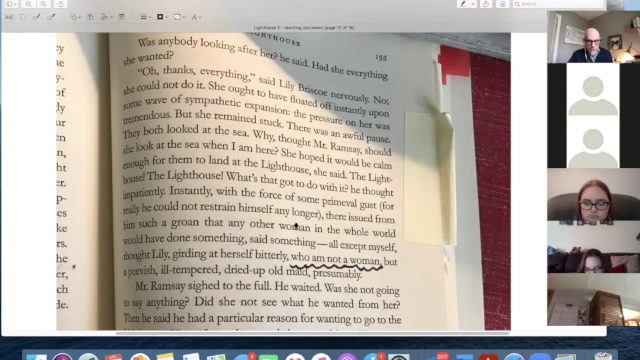 Lighthouse 3 - teaching document (page 10 of 18)
LIGHTHOUSE
155
Was anybody looking after her? he said. Had she everything
she wanted?
"Oh, thanks, everything," said Lily Briscoe nervously. No;
she could not do it. She ought to have floated off instantly upon
some wave of sympathetic expansion: the pressure on her was
tremendous. But she remained stuck. There was an awful pause.
They both looked at the sea. Why, thought Mr. Ramsay, should
she look at the sea when I am here? She hoped it would be calm
enough for them to land at the Lighthouse, she said. The Light-
house! The Lighthouse! What's that got to do with it? he thought
impatiently. Instantly, with the force of some primeval gust (for
really he could not restrain himself any longer), there issued from
him such a groan that any other woman in the whole world
would have done something, said something—all except myself,
thought Lily, girding at herself bitterly, who am not a woman, but
a peevish, ill-tempered, dried-up old maid, presumably.
Mr. Ramsay sighed to the full. He waited. Was she not going
to say anything? Did she not see what he wanted from her?
Then he said he had a particular reason for wanting to go to the